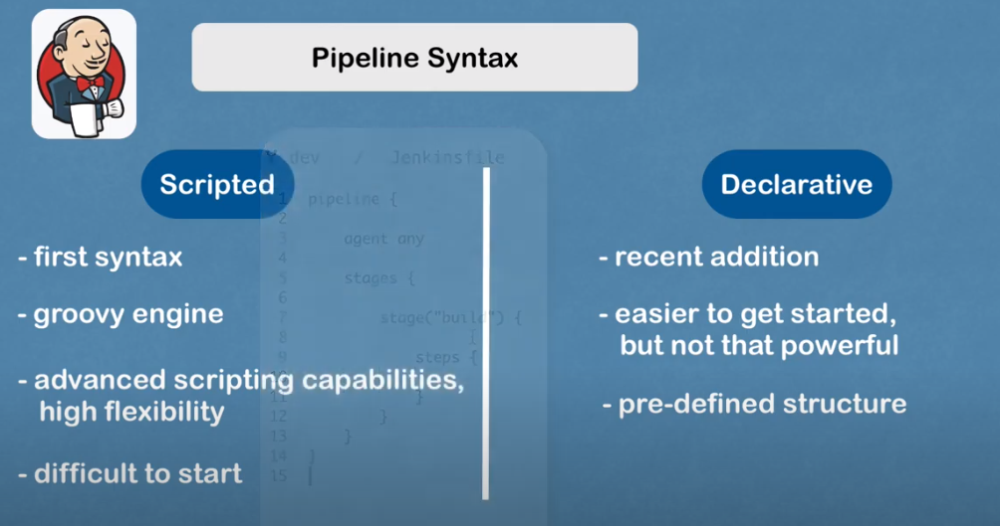 Pipeline Syntax
Scripted
- first syntax
- groovy engine
- advanced scripting capabilities,
high flexibility
- difficult to start
Declarative
- recent addition
- easier to get started,
but not that powerful
- pre-defined structure
dev / Jenkinsfile
1 pipeline {
2
3 agent any
4
5 stages {
6
7 stage("build") {
8
9 steps {
10
11 }
12 }
13 }
14 }
15